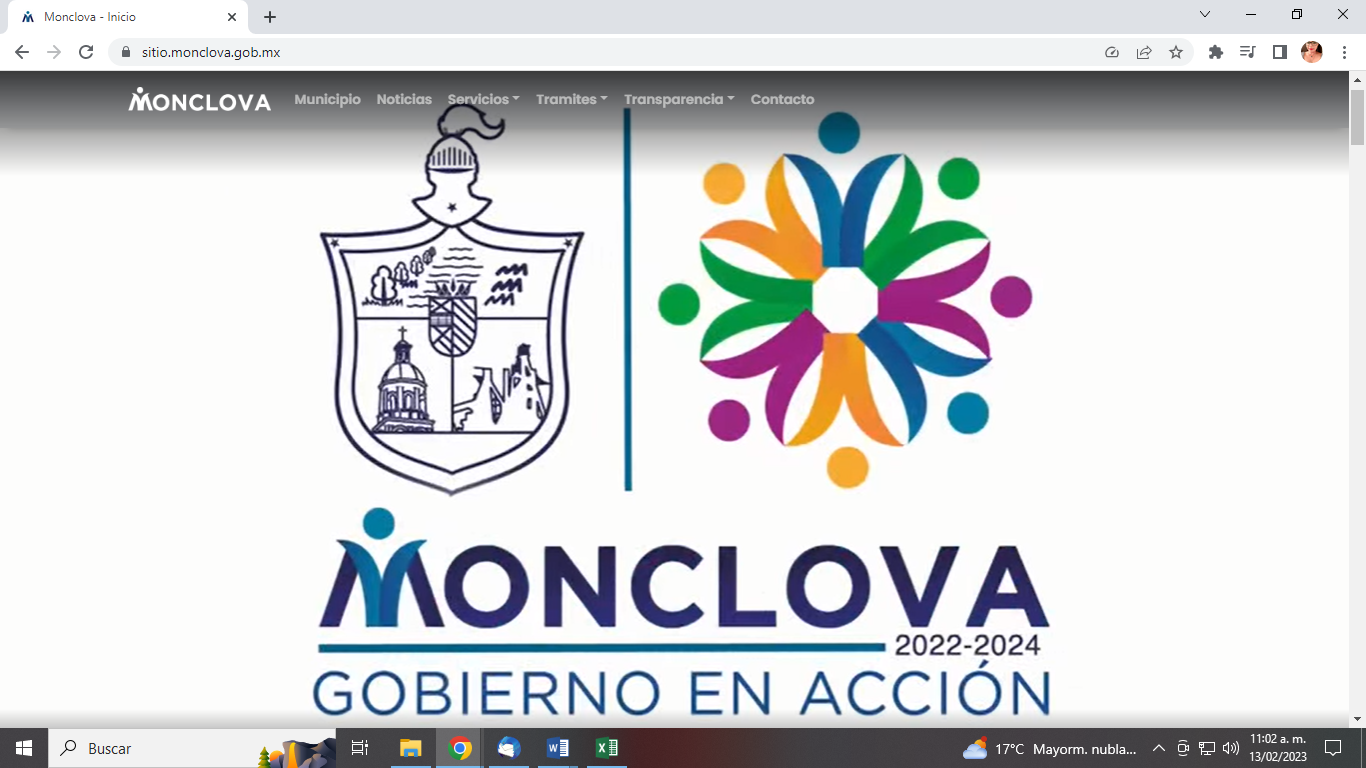 Monclova - Inicio
sitio.monclova.gob.mx
MONCLOVA Municipio Noticias Servicios Tramites Transparencia Contacto
MONCLOVA
2022-2024
GOBIERNO EN ACCIÓN
Buscar
17°C Mayorm. nubla...
11:02 a. m.
13/02/2023